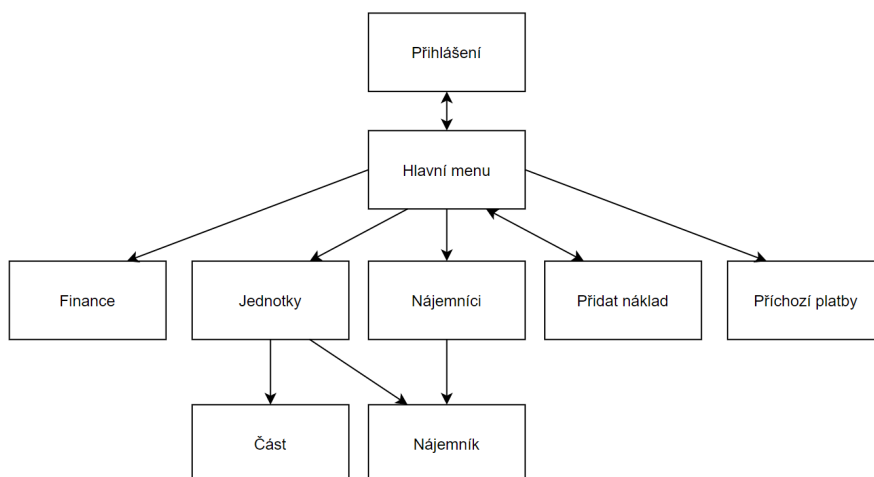 Přihlášení
Hlavní menu
Finance
Jednotky
Nájemníci
Přidat náklad
Příchozí platby
Část
Nájemník